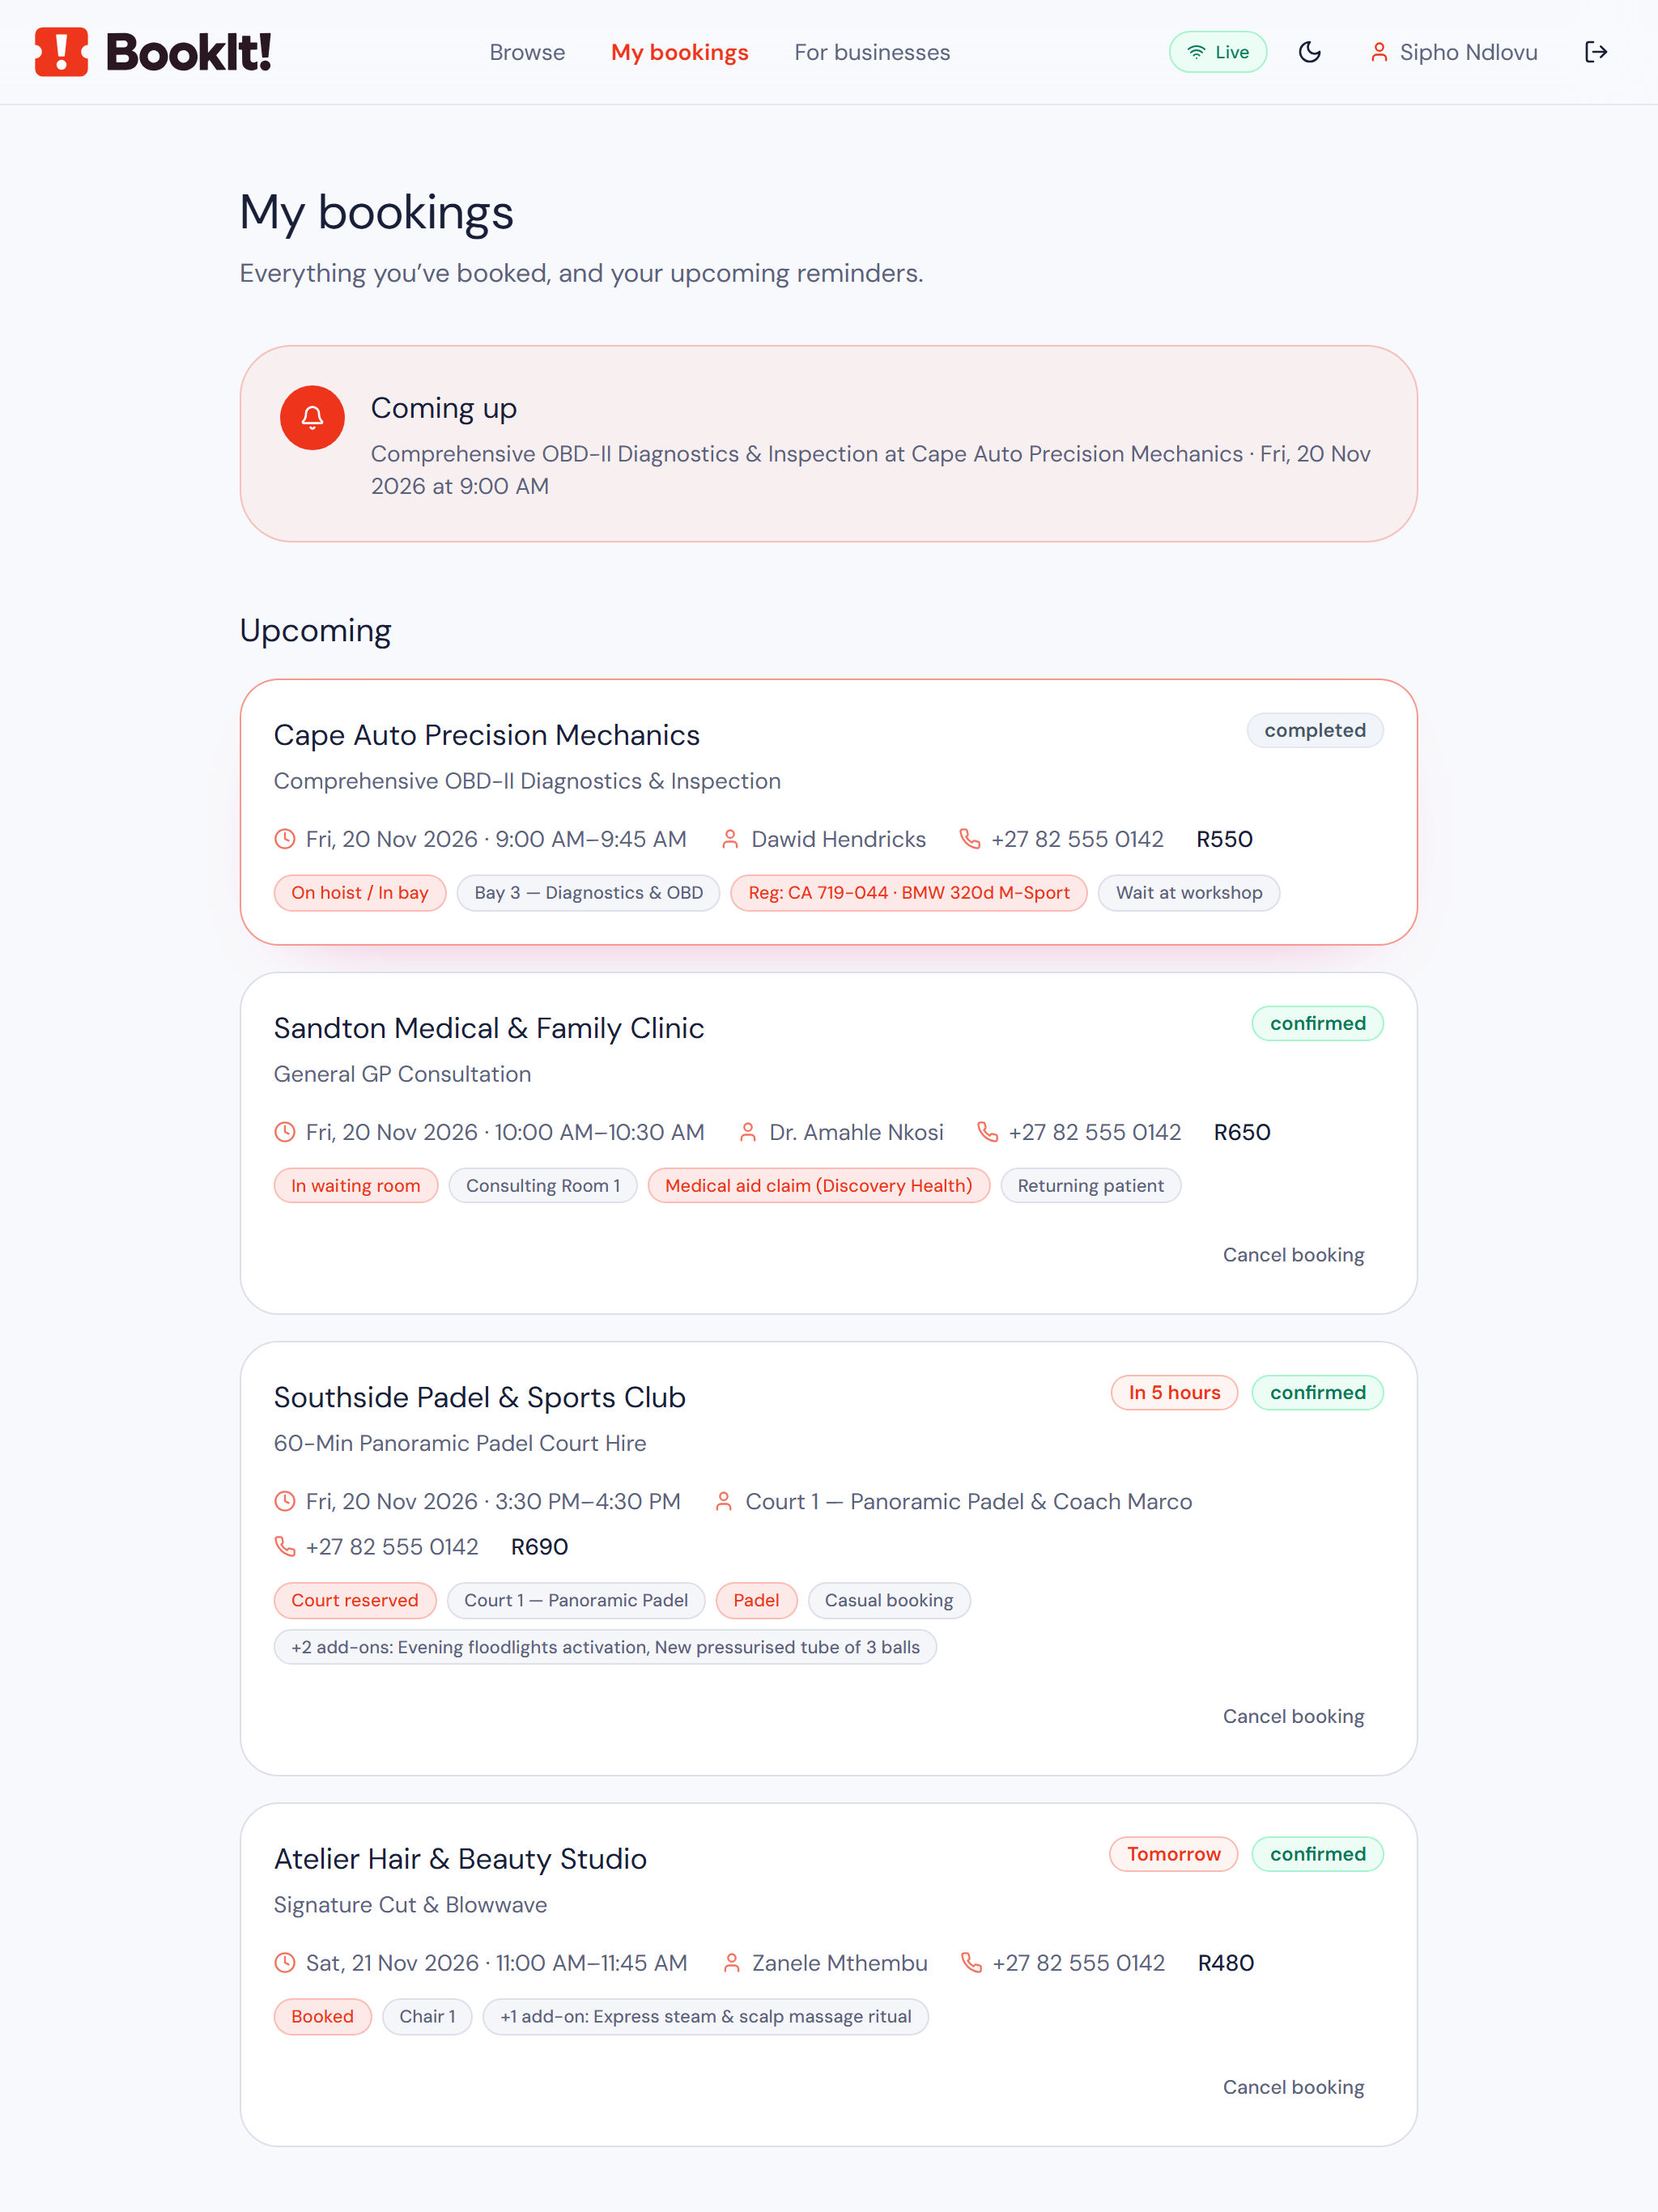 BookIt!
Browse
My bookings
For businesses
Live
Sipho Ndlovu
My bookings
Everything you’ve booked, and your upcoming reminders.
Coming up
Comprehensive OBD-II Diagnostics & Inspection at Cape Auto Precision Mechanics · Fri, 20 Nov
2026 at 9:00 AM
Upcoming
Cape Auto Precision Mechanics
completed
Comprehensive OBD-II Diagnostics & Inspection
Fri, 20 Nov 2026 · 9:00 AM–9:45 AM Dawid Hendricks +27 82 555 0142 R550
On hoist / In bay Bay 3 — Diagnostics & OBD Reg: CA 719-044 · BMW 320d M-Sport Wait at workshop
Sandton Medical & Family Clinic
confirmed
General GP Consultation
Fri, 20 Nov 2026 · 10:00 AM–10:30 AM Dr. Amahle Nkosi +27 82 555 0142 R650
In waiting room Consulting Room 1 Medical aid claim (Discovery Health) Returning patient
Cancel booking
Southside Padel & Sports Club
In 5 hours confirmed
60-Min Panoramic Padel Court Hire
Fri, 20 Nov 2026 · 3:30 PM–4:30 PM Court 1 — Panoramic Padel & Coach Marco
+27 82 555 0142 R690
Court reserved Court 1 — Panoramic Padel Padel Casual booking
+2 add-ons: Evening floodlights activation, New pressurised tube of 3 balls
Cancel booking
Atelier Hair & Beauty Studio
Tomorrow confirmed
Signature Cut & Blowwave
Sat, 21 Nov 2026 · 11:00 AM–11:45 AM Zanele Mthembu +27 82 555 0142 R480
Booked Chair 1 +1 add-on: Express steam & scalp massage ritual
Cancel booking